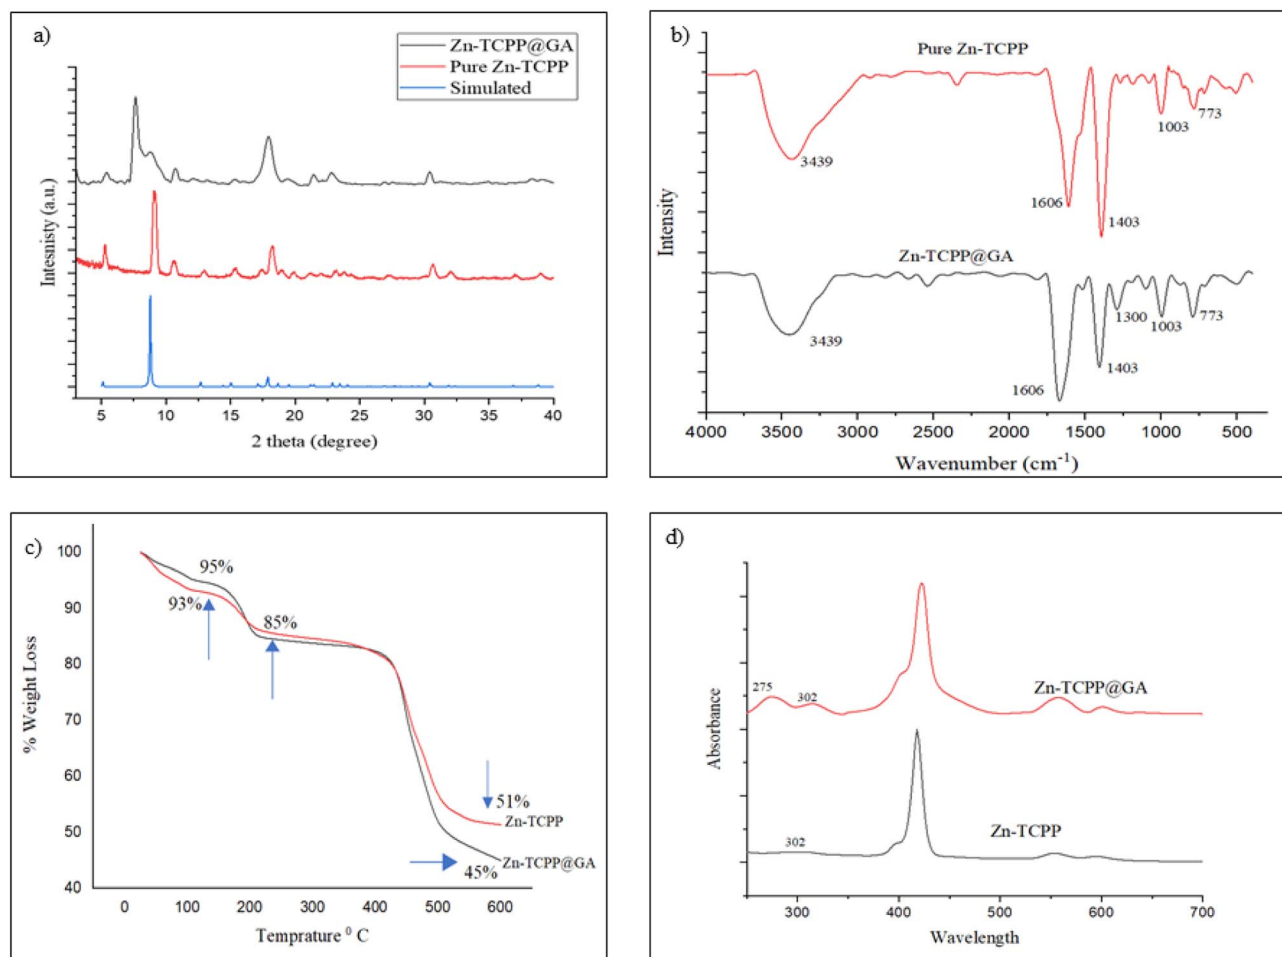 a)
Zn-TCPP@GA
Pure Zn-TCPP
Simulated
Intesnisty (a.u.)
5 10 15 20 25 30 35 40
2 theta (degree)
b)
Pure Zn-TCPP
3439
1606
1403
1003
773
Zn-TCPP@GA
3439
1606
1403
1300
1003
773
Intensity
4000 3500 3000 2500 2000 1500 1000 500
Wavenumber (cm⁻¹)
c)
100
90
80
70
60
50
40
% Weight Loss
95%
93%
85%
51%
Zn-TCPP
Zn-TCPP@GA
45%
0 100 200 300 400 500 600
Temprature ⁰ C
d)
275
302
Zn-TCPP@GA
302
Zn-TCPP
Absorbance
300 400 500 600 700
Wavelength